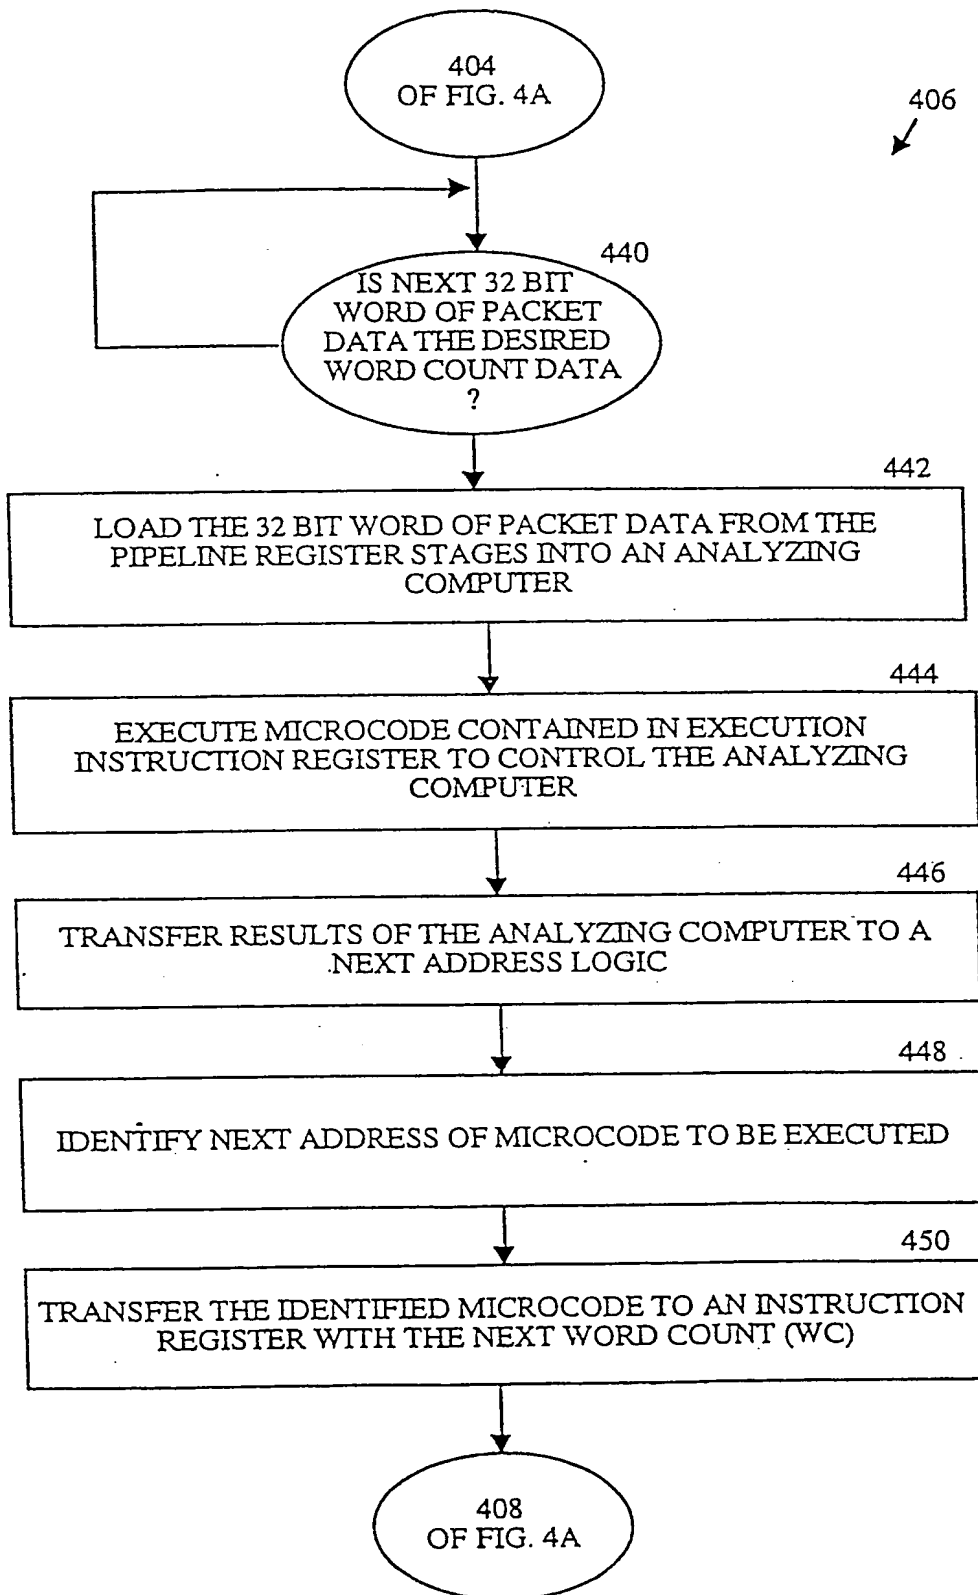 404
OF FIG. 4A
406
440
IS NEXT 32 BIT
WORD OF PACKET
DATA THE DESIRED
WORD COUNT DATA
?
442
LOAD THE 32 BIT WORD OF PACKET DATA FROM THE
PIPELINE REGISTER STAGES INTO AN ANALYZING
COMPUTER
444
EXECUTE MICROCODE CONTAINED IN EXECUTION
INSTRUCTION REGISTER TO CONTROL THE ANALYZING
COMPUTER
446
TRANSFER RESULTS OF THE ANALYZING COMPUTER TO A
NEXT ADDRESS LOGIC
448
IDENTIFY NEXT ADDRESS OF MICROCODE TO BE EXECUTED
450
TRANSFER THE IDENTIFIED MICROCODE TO AN INSTRUCTION
REGISTER WITH THE NEXT WORD COUNT (WC)
408
OF FIG. 4A